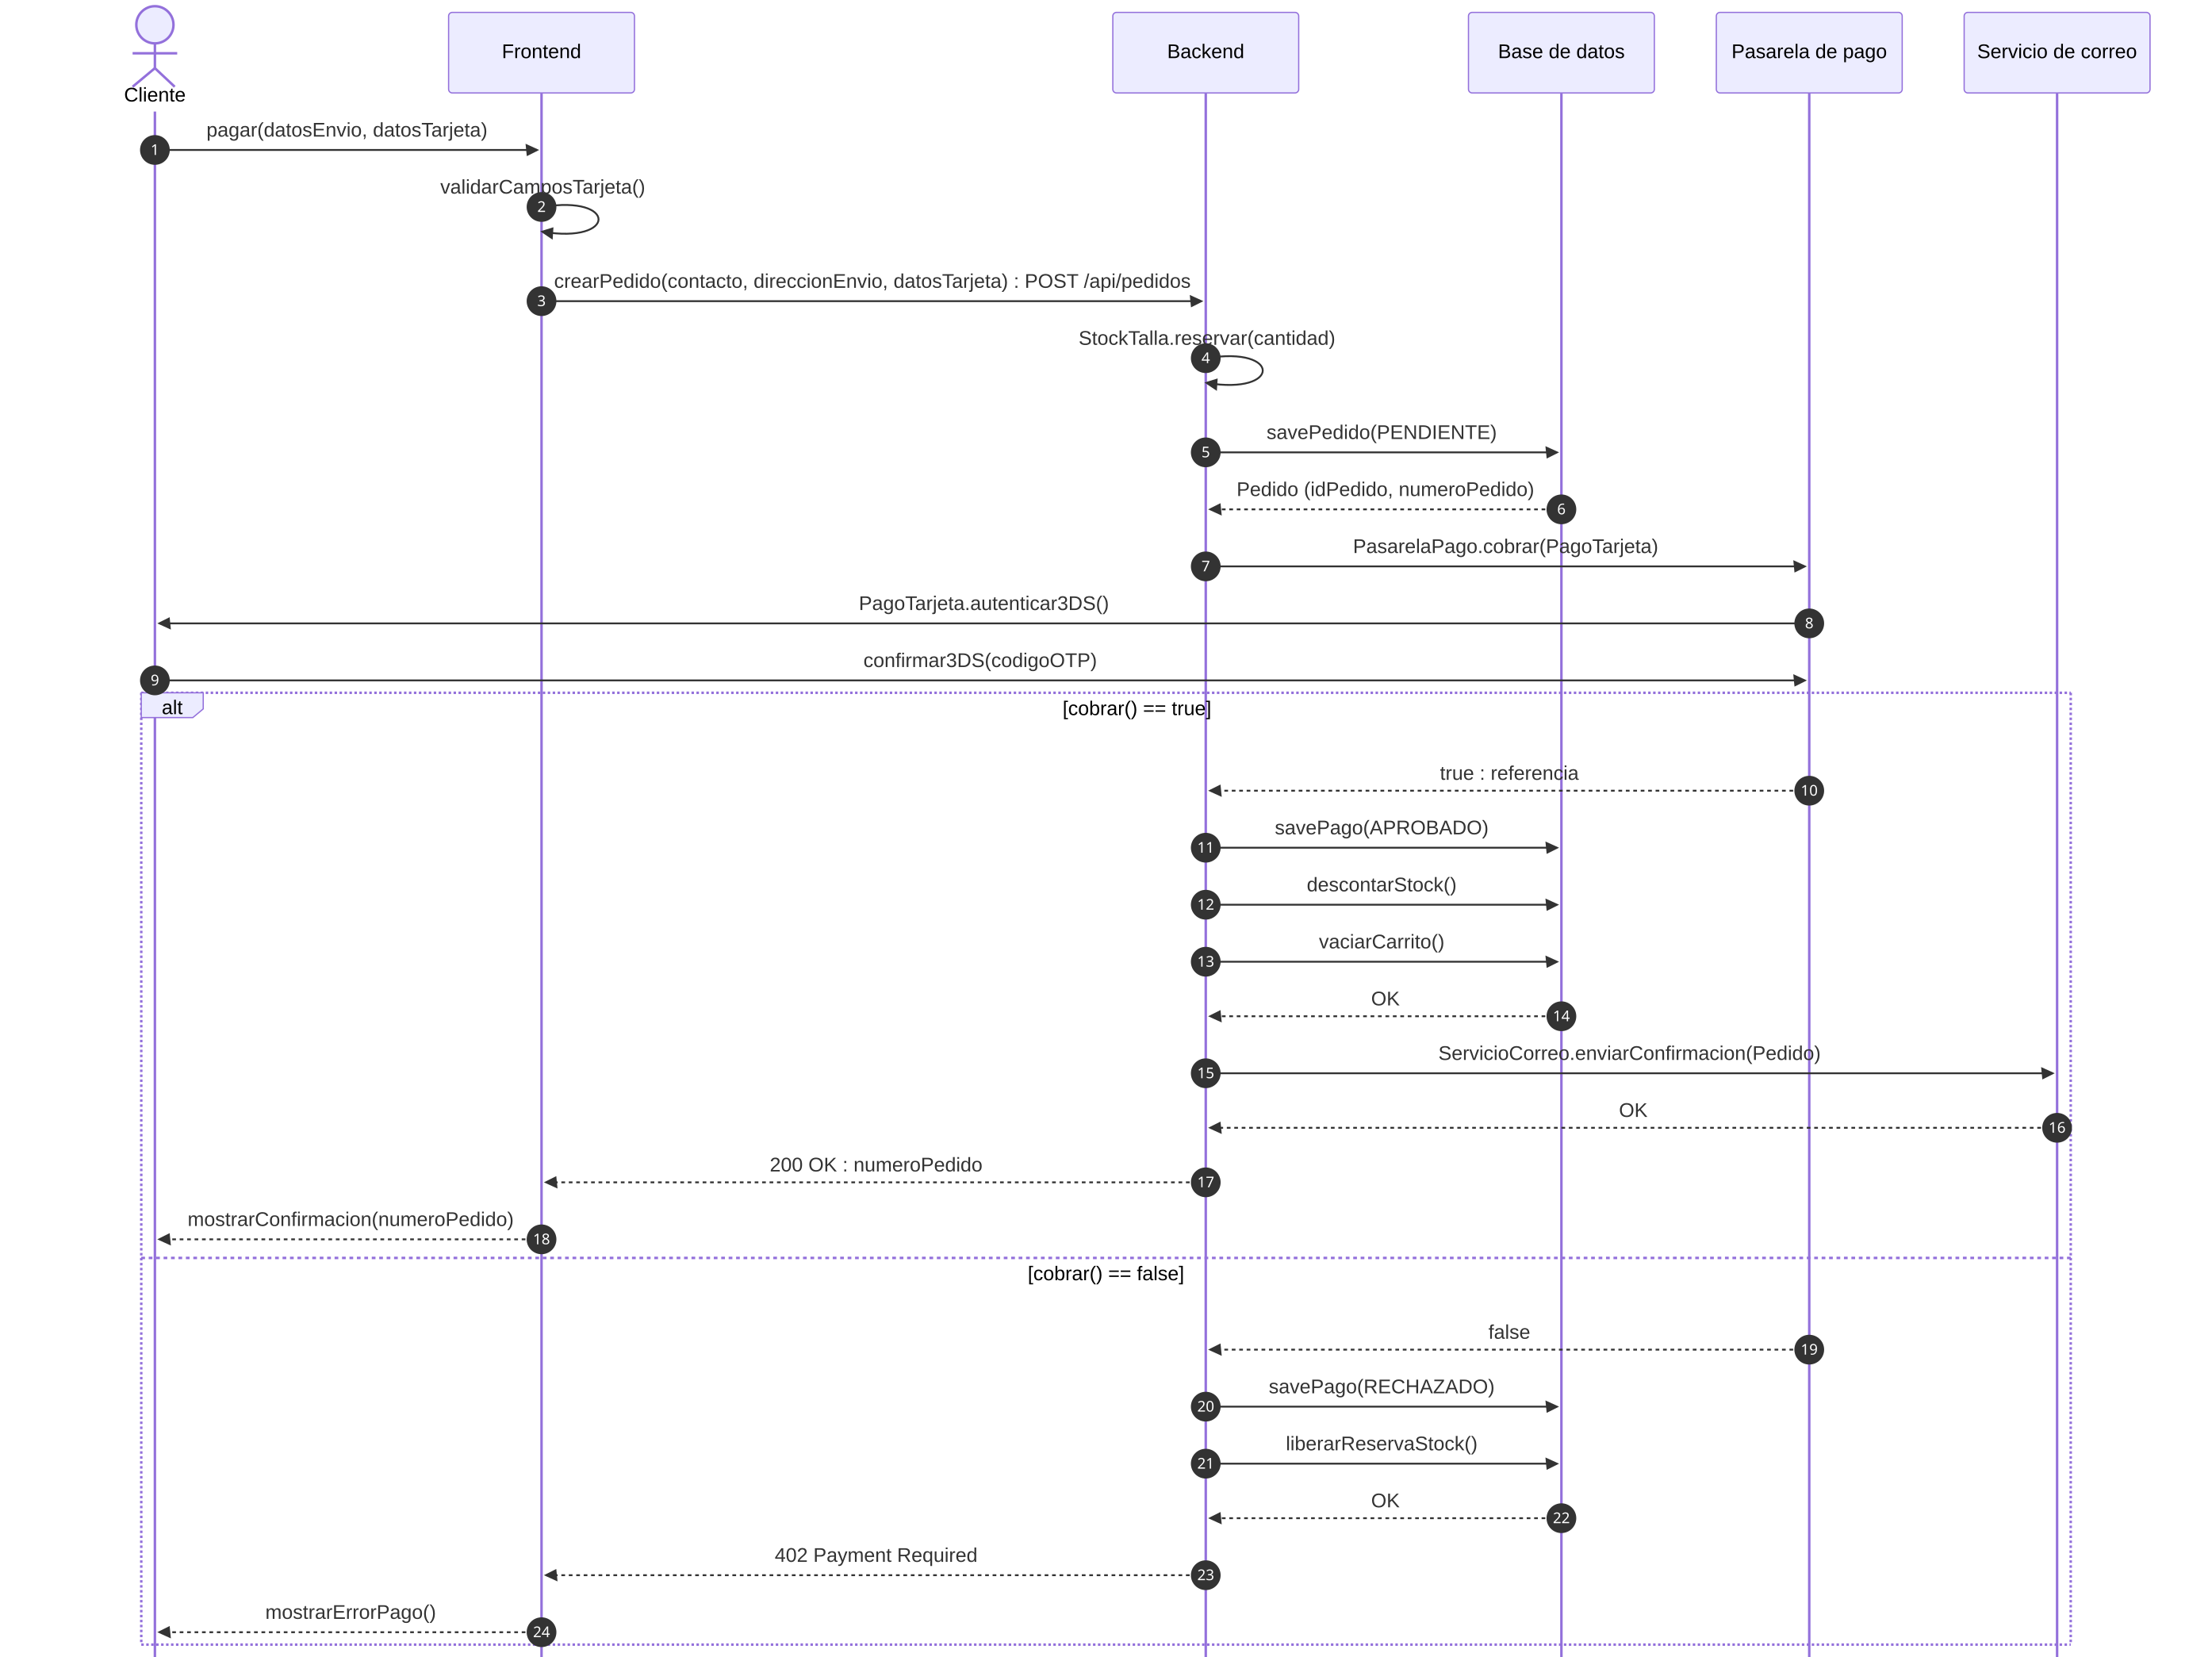 Cliente
Frontend
Backend
Base de datos
Pasarela de pago
Servicio de correo
pagar(datosEnvio, datosTarjeta)
1
validarCamposTarjeta()
2
crearPedido(contacto, direccionEnvio, datosTarjeta) : POST /api/pedidos
3
StockTalla.reservar(cantidad)
4
savePedido(PENDIENTE)
5
Pedido (idPedido, numeroPedido)
6
PasarelaPago.cobrar(PagoTarjeta)
7
PagoTarjeta.autenticar3DS()
8
confirmar3DS(codigoOTP)
9
alt
[cobrar() == true]
true : referencia
10
savePago(APROBADO)
11
descontarStock()
12
vaciarCarrito()
13
OK
14
ServicioCorreo.enviarConfirmacion(Pedido)
15
OK
16
200 OK : numeroPedido
17
mostrarConfirmacion(numeroPedido)
18
[cobrar() == false]
false
19
savePago(RECHAZADO)
20
liberarReservaStock()
21
OK
22
402 Payment Required
23
mostrarErrorPago()
24